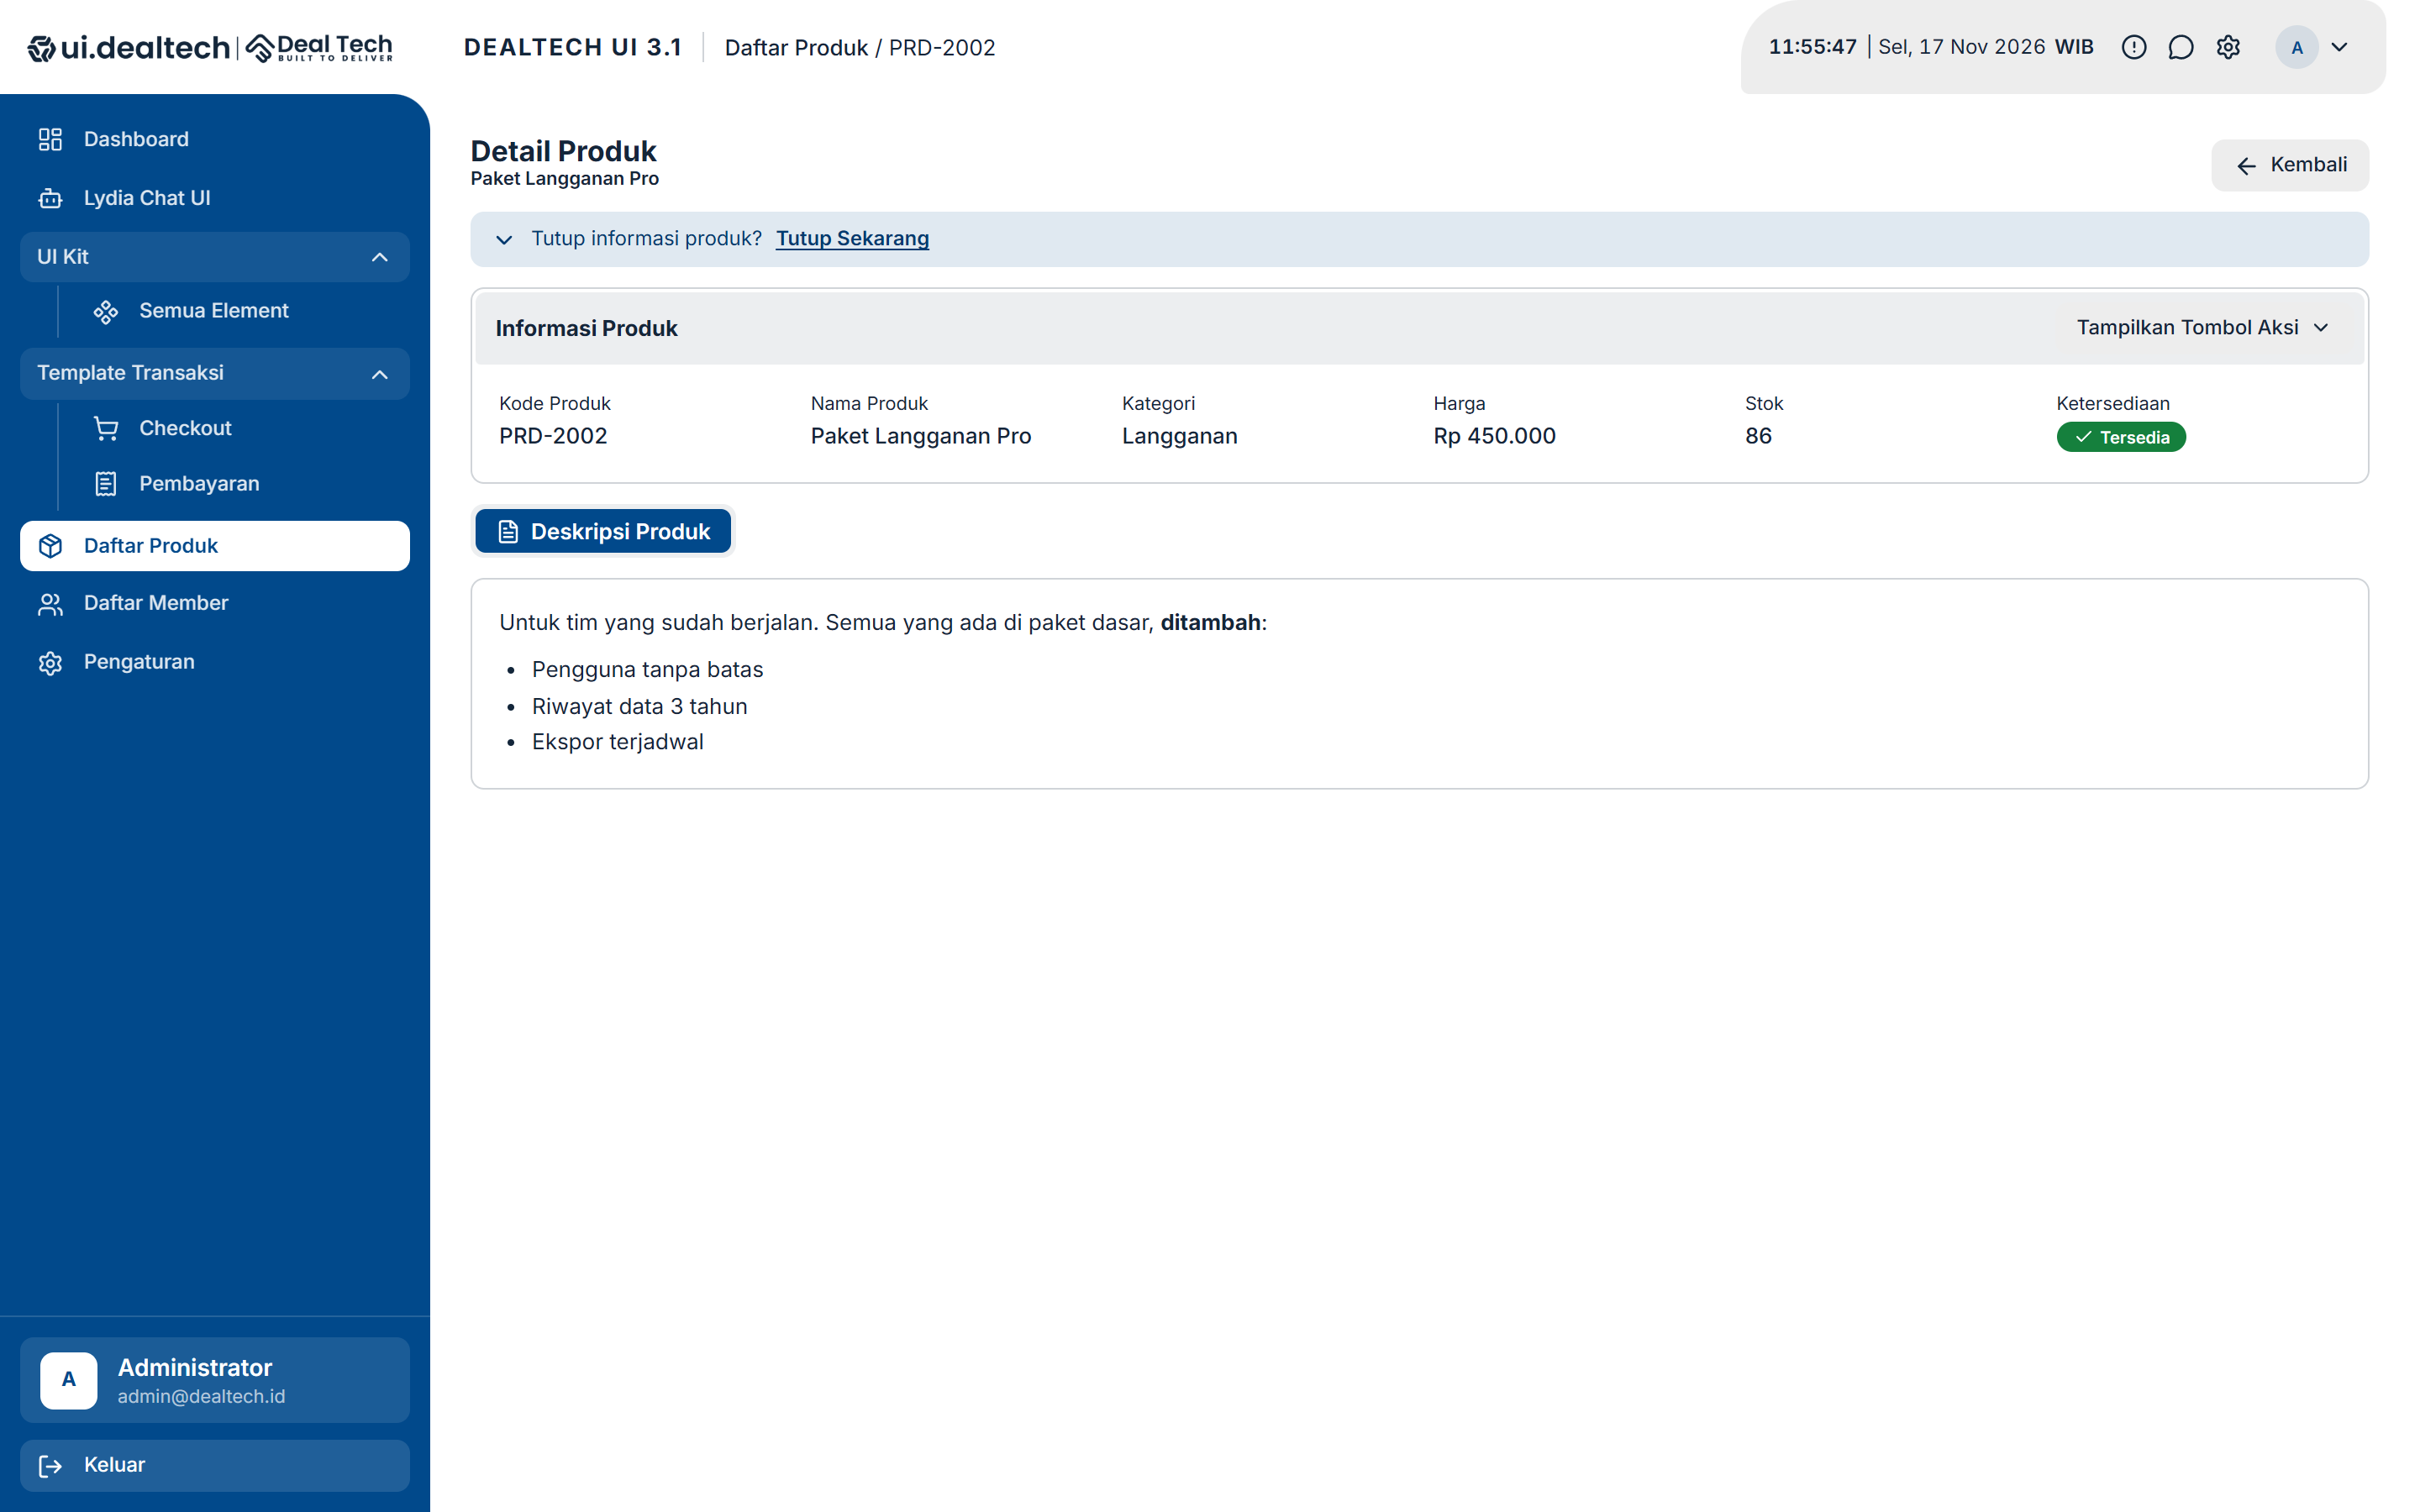 ui.dealtech | Deal Tech
BUILT TO DELIVER
DEALTECH UI 3.1
Daftar Produk / PRD-2002
11:55:47 | Sel, 17 Nov 2026 WIB
A
Dashboard
Lydia Chat UI
UI Kit
Semua Element
Template Transaksi
Checkout
Pembayaran
Daftar Produk
Daftar Member
Pengaturan
Administrator
A
admin@dealtech.id
Keluar
Detail Produk
Paket Langganan Pro
Kembali
Tutup informasi produk? Tutup Sekarang
Informasi Produk
Tampilkan Tombol Aksi
Kode Produk
PRD-2002
Nama Produk
Paket Langganan Pro
Kategori
Langganan
Harga
Rp 450.000
Stok
86
Ketersediaan
Tersedia
Deskripsi Produk
Untuk tim yang sudah berjalan. Semua yang ada di paket dasar, ditambah:
• Pengguna tanpa batas
• Riwayat data 3 tahun
• Ekspor terjadwal